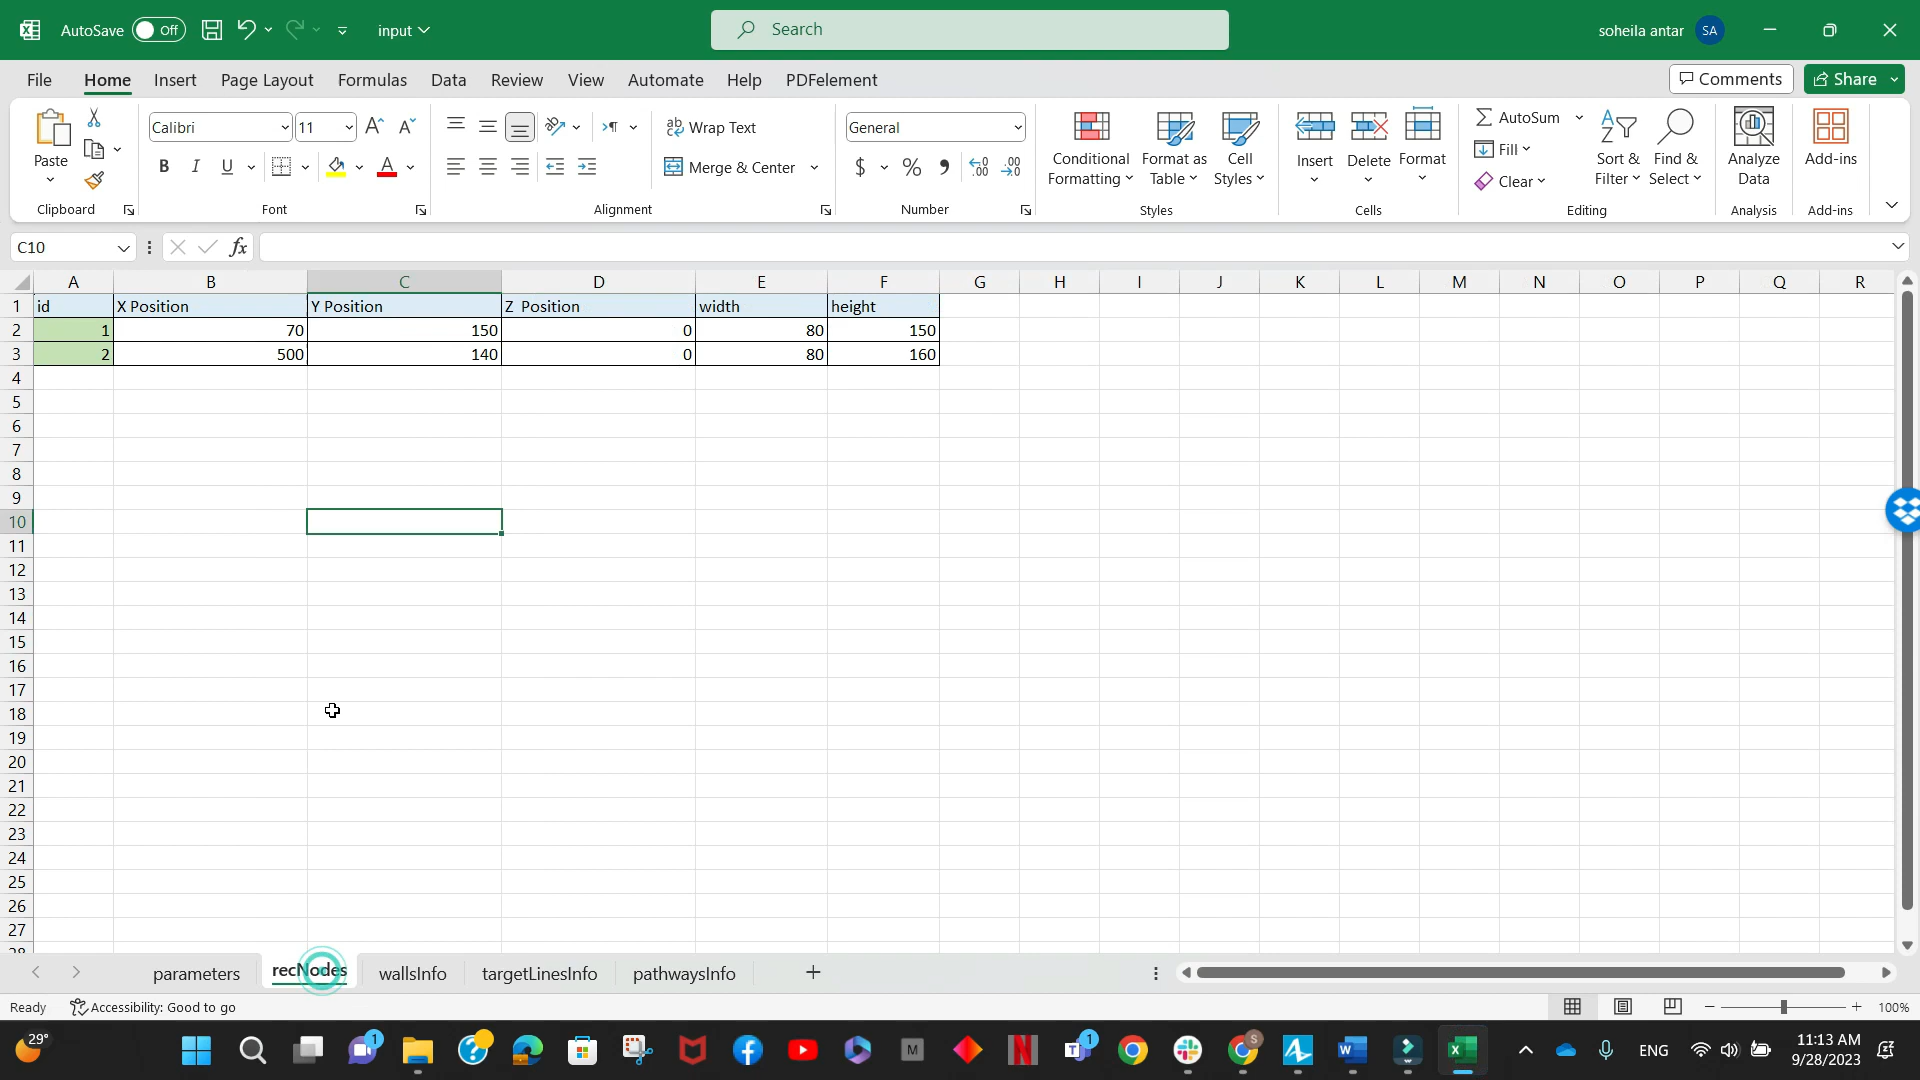 AutoSave Off input Search soheila antar SA
File Home Insert Page Layout Formulas Data Review View Automate Help PDFelement Comments Share
Paste Calibri 11 Wrap Text General AutoSum
B I U Merge & Center $ % Fill
Conditional Formatting Format as Table Cell Styles Insert Delete Format Clear Sort & Filter Find & Select Analyze Data Add-ins
Clipboard Font Alignment Number Styles Cells Editing Analysis Add-ins
C10 fx
A B C D E F G H I J K L M N O P Q R
1 id X Position Y Position Z Position width height
2 1 70 150 0 80 150
3 2 500 140 0 80 160
4
5
6
7
8
9
10
11
12
13
14
15
16
17
18
19
20
21
22
23
24
25
26
27
28
parameters recNodes wallsInfo targetLinesInfo pathwaysInfo
Ready Accessibility: Good to go 100%
29° 1 1 ENG 11:13 AM
9/28/2023